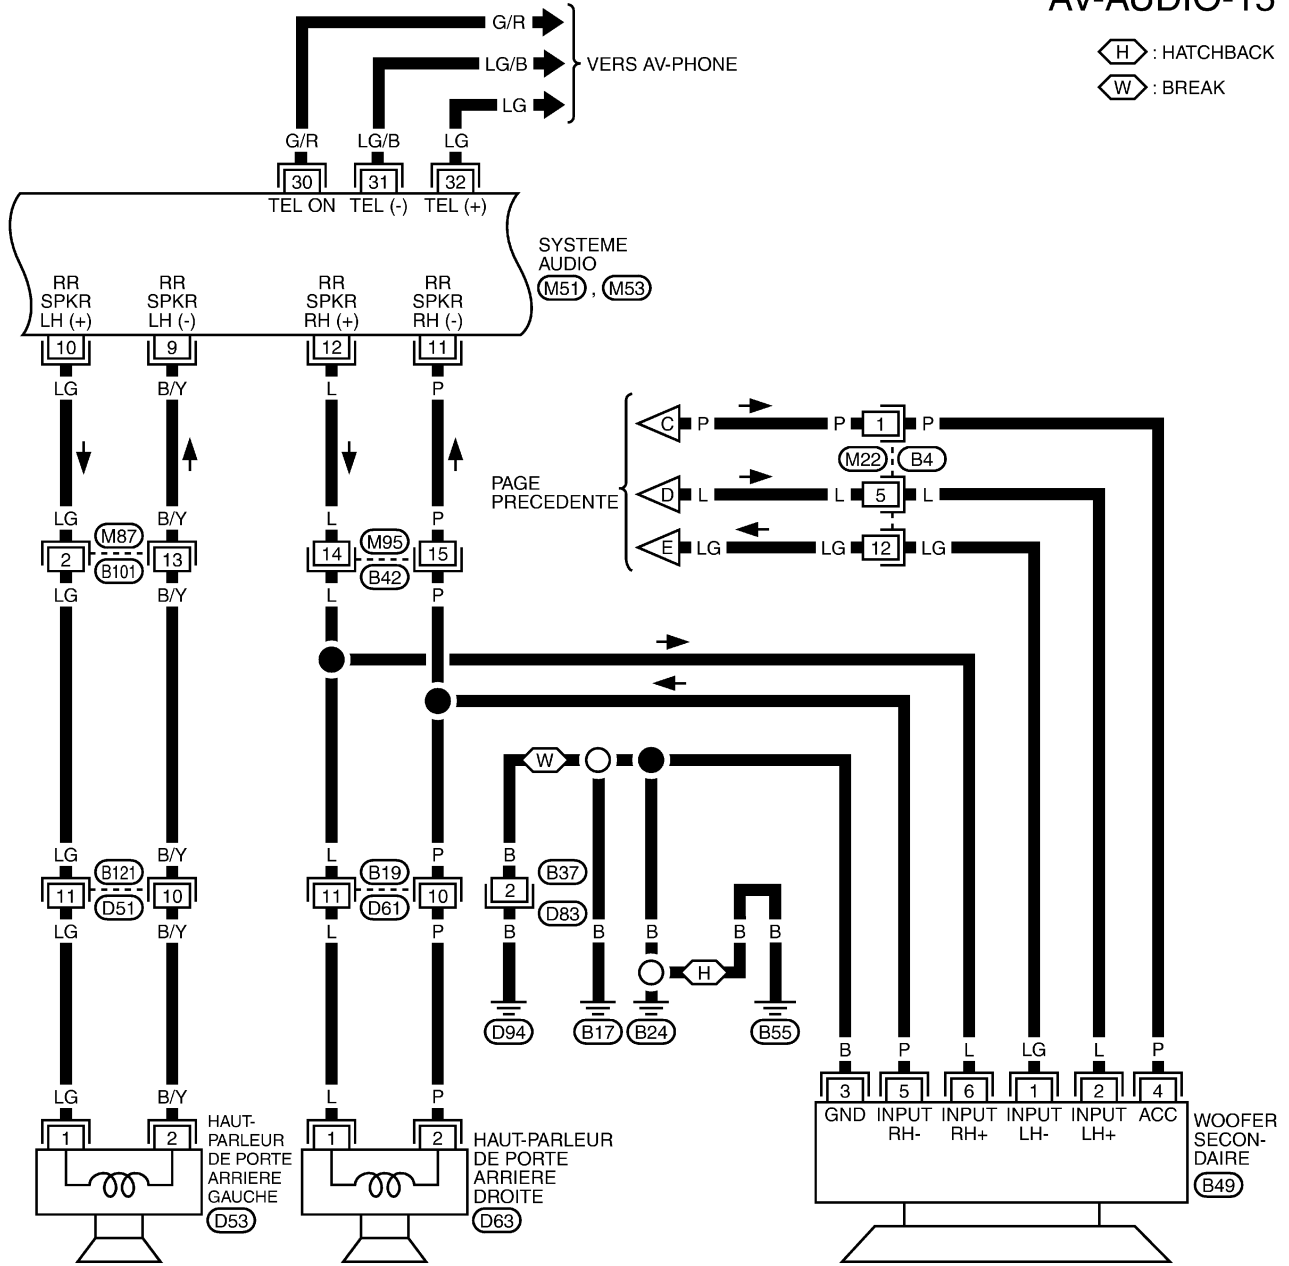 AV-AUDIO-13
H : HATCHBACK
W : BREAK
G/R
LG/B
LG
VERS AV-PHONE
G/R LG/B LG
30 31 32
TEL ON TEL (-) TEL (+)
SYSTEME
AUDIO
M51 , M53
RR RR RR RR
SPKR SPKR SPKR SPKR
LH (+) LH (-) RH (+) RH (-)
10 9 12 11
LG B/Y L P
PAGE
PRECEDENTE
C P P 1 P
M22 B4
D L L 5 L
E LG LG 12 LG
LG B/Y L P
M87 M95
2 13 14 15
B101 B42
LG B/Y L P
W
LG B/Y L P B
B121 B19 B37
11 10 11 10 2
D51 D61 D83
LG B/Y L P B B B B B
H
D94 B17 B24 B55
B P L LG L P
3 5 6 1 2 4
GND INPUT INPUT INPUT INPUT ACC
RH- RH+ LH- LH+
WOOFER
SECON-
DAIRE
B49
LG B/Y L P
1 2 1 2
HAUT-
PARLEUR
DE PORTE
ARRIERE
GAUCHE
D53
HAUT-PARLEUR
DE PORTE
ARRIERE
DROITE
D63